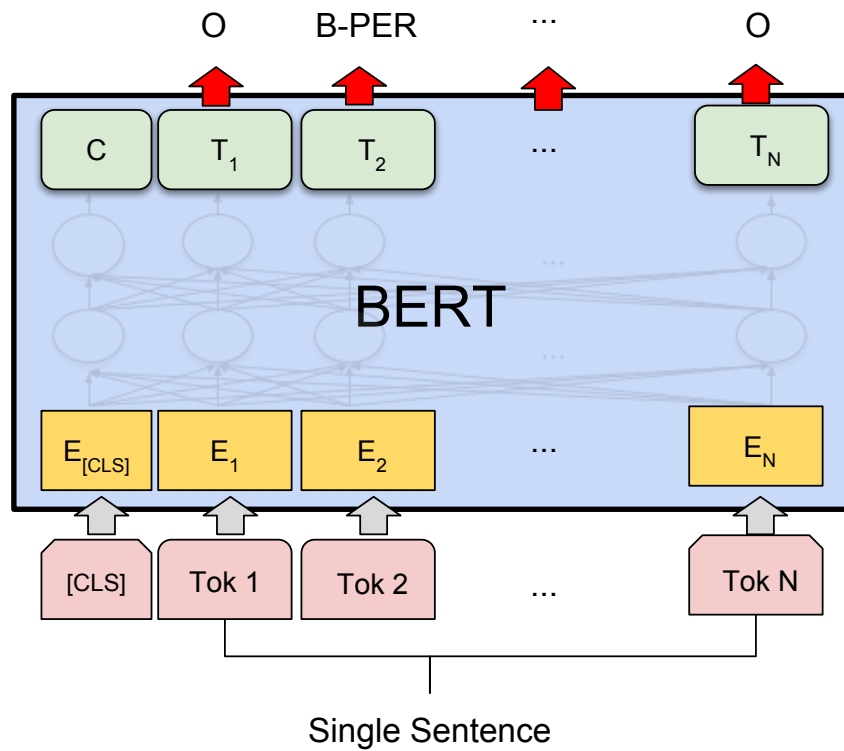 O B-PER ... O
C T1 T2 ... TN
...
BERT
...
E[CLS] E1 E2 ... EN
[CLS] Tok 1 Tok 2 ... Tok N
Single Sentence